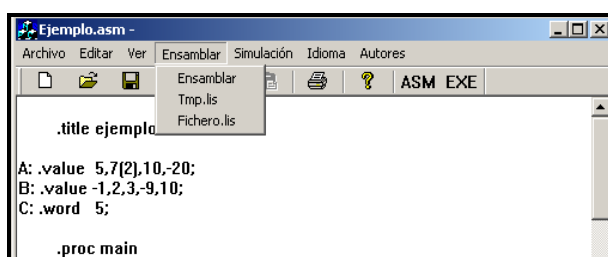 Ejemplo.asm -
Archivo Editar Ver Ensamblar Simulación Idioma Autores
ASM EXE
Ensamblar
Tmp.lis
Fichero.lis
.title ejemplo
A: .value 5,7(2),10,-20;
B: .value -1,2,3,-9,10;
C: .word 5;
.proc main